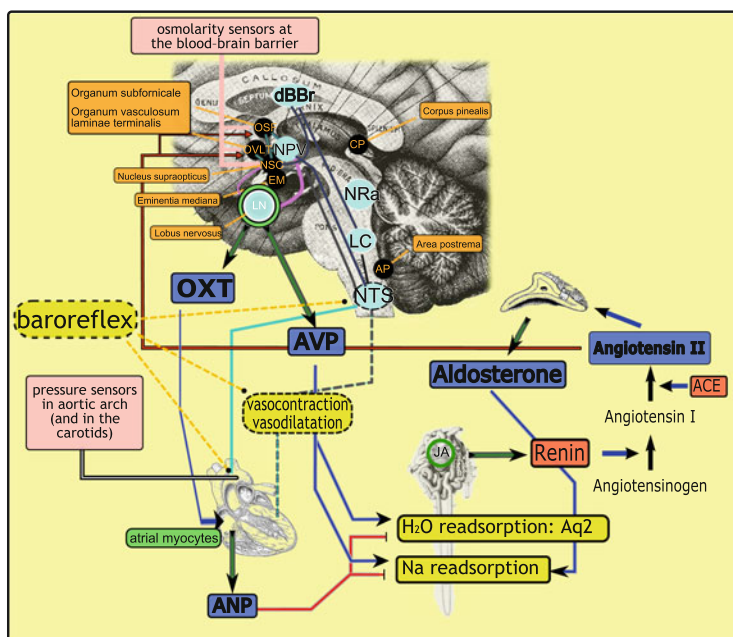 osmolarity sensors at
the blood–brain barrier
CALLOSUM
GENU
SEPTUM
dBBr
Organum subfornicale
Organum vasculosum
laminae terminalis
Corpus pinealis
OSF
OVLT
NPV
CP
NSO
Nucleus supraopticus
EM
Eminentia mediana
LN
NRa
Lobus nervosus
LC
Area postrema
AP
OXT
NTS
baroreflex
AVP
Angiotensin II
Aldosterone
ACE
pressure sensors
in aortic arch
(and in the
carotids)
vasocontraction
vasodilatation
Angiotensin I
JA
Renin
Angiotensinogen
H2O readsorption: Aq2
atrial myocytes
Na readsorption
ANP